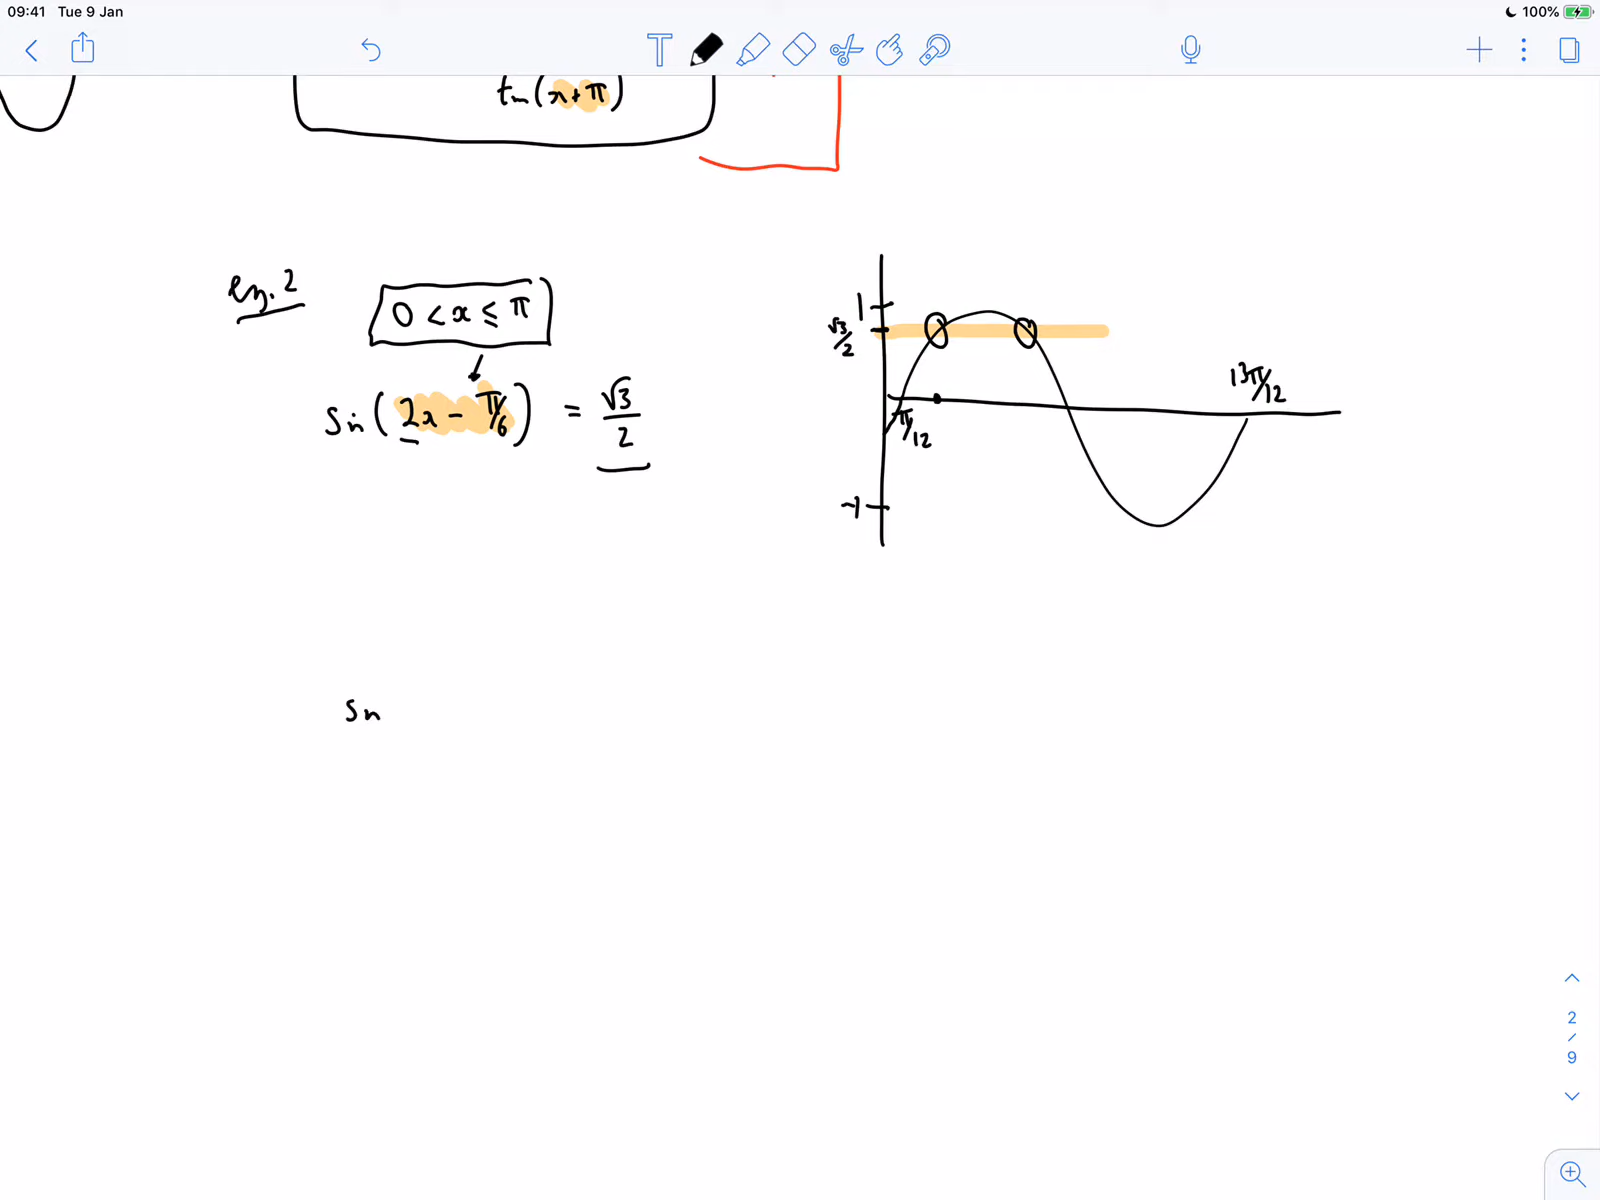 09:41 Tue 9 Jan
100%
T
tan(x+π)
eg. 2
0 < x ≤ π
sin(2x − π/6) = √3/2
1
√3/2
-1
π/12
13π/12
sn
2
/
9